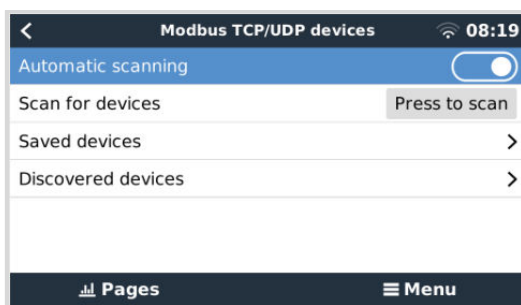 Modbus TCP/UDP devices 08:19
Automatic scanning
Scan for devices Press to scan
Saved devices
Discovered devices
Pages Menu